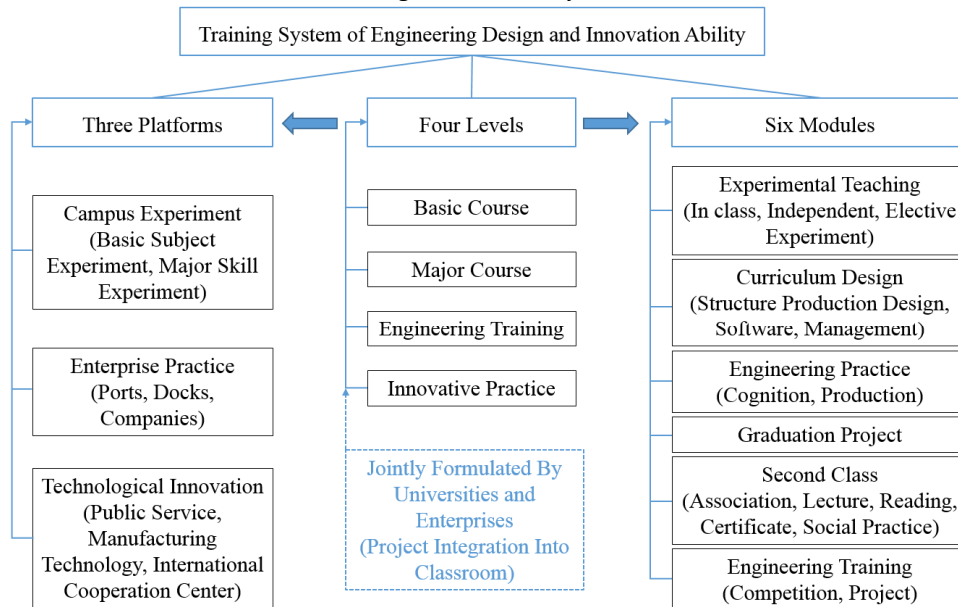 Training System of Engineering Design and Innovation Ability
Three Platforms
Four Levels
Six Modules
Campus Experiment
(Basic Subject
Experiment, Major Skill
Experiment)
Enterprise Practice
(Ports, Docks,
Companies)
Technological Innovation
(Public Service,
Manufacturing
Technology, International
Cooperation Center)
Basic Course
Major Course
Engineering Training
Innovative Practice
Jointly Formulated By
Universities and
Enterprises
(Project Integration Into
Classroom)
Experimental Teaching
(In class, Independent, Elective
Experiment)
Curriculum Design
(Structure Production Design,
Software, Management)
Engineering Practice
(Cognition, Production)
Graduation Project
Second Class
(Association, Lecture, Reading,
Certificate, Social Practice)
Engineering Training
(Competition, Project)